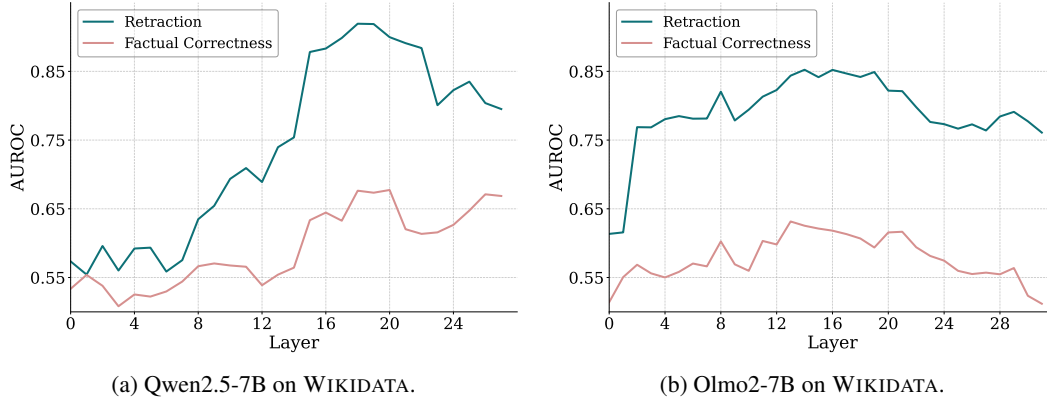 Retraction
Factual Correctness
0.85
0.75
0.65
0.55
AUROC
0 4 8 12 16 20 24
Layer
(a) Qwen2.5-7B on WIKIDATA.
Retraction
Factual Correctness
0.85
0.75
0.65
0.55
AUROC
0 4 8 12 16 20 24 28
Layer
(b) Olmo2-7B on WIKIDATA.